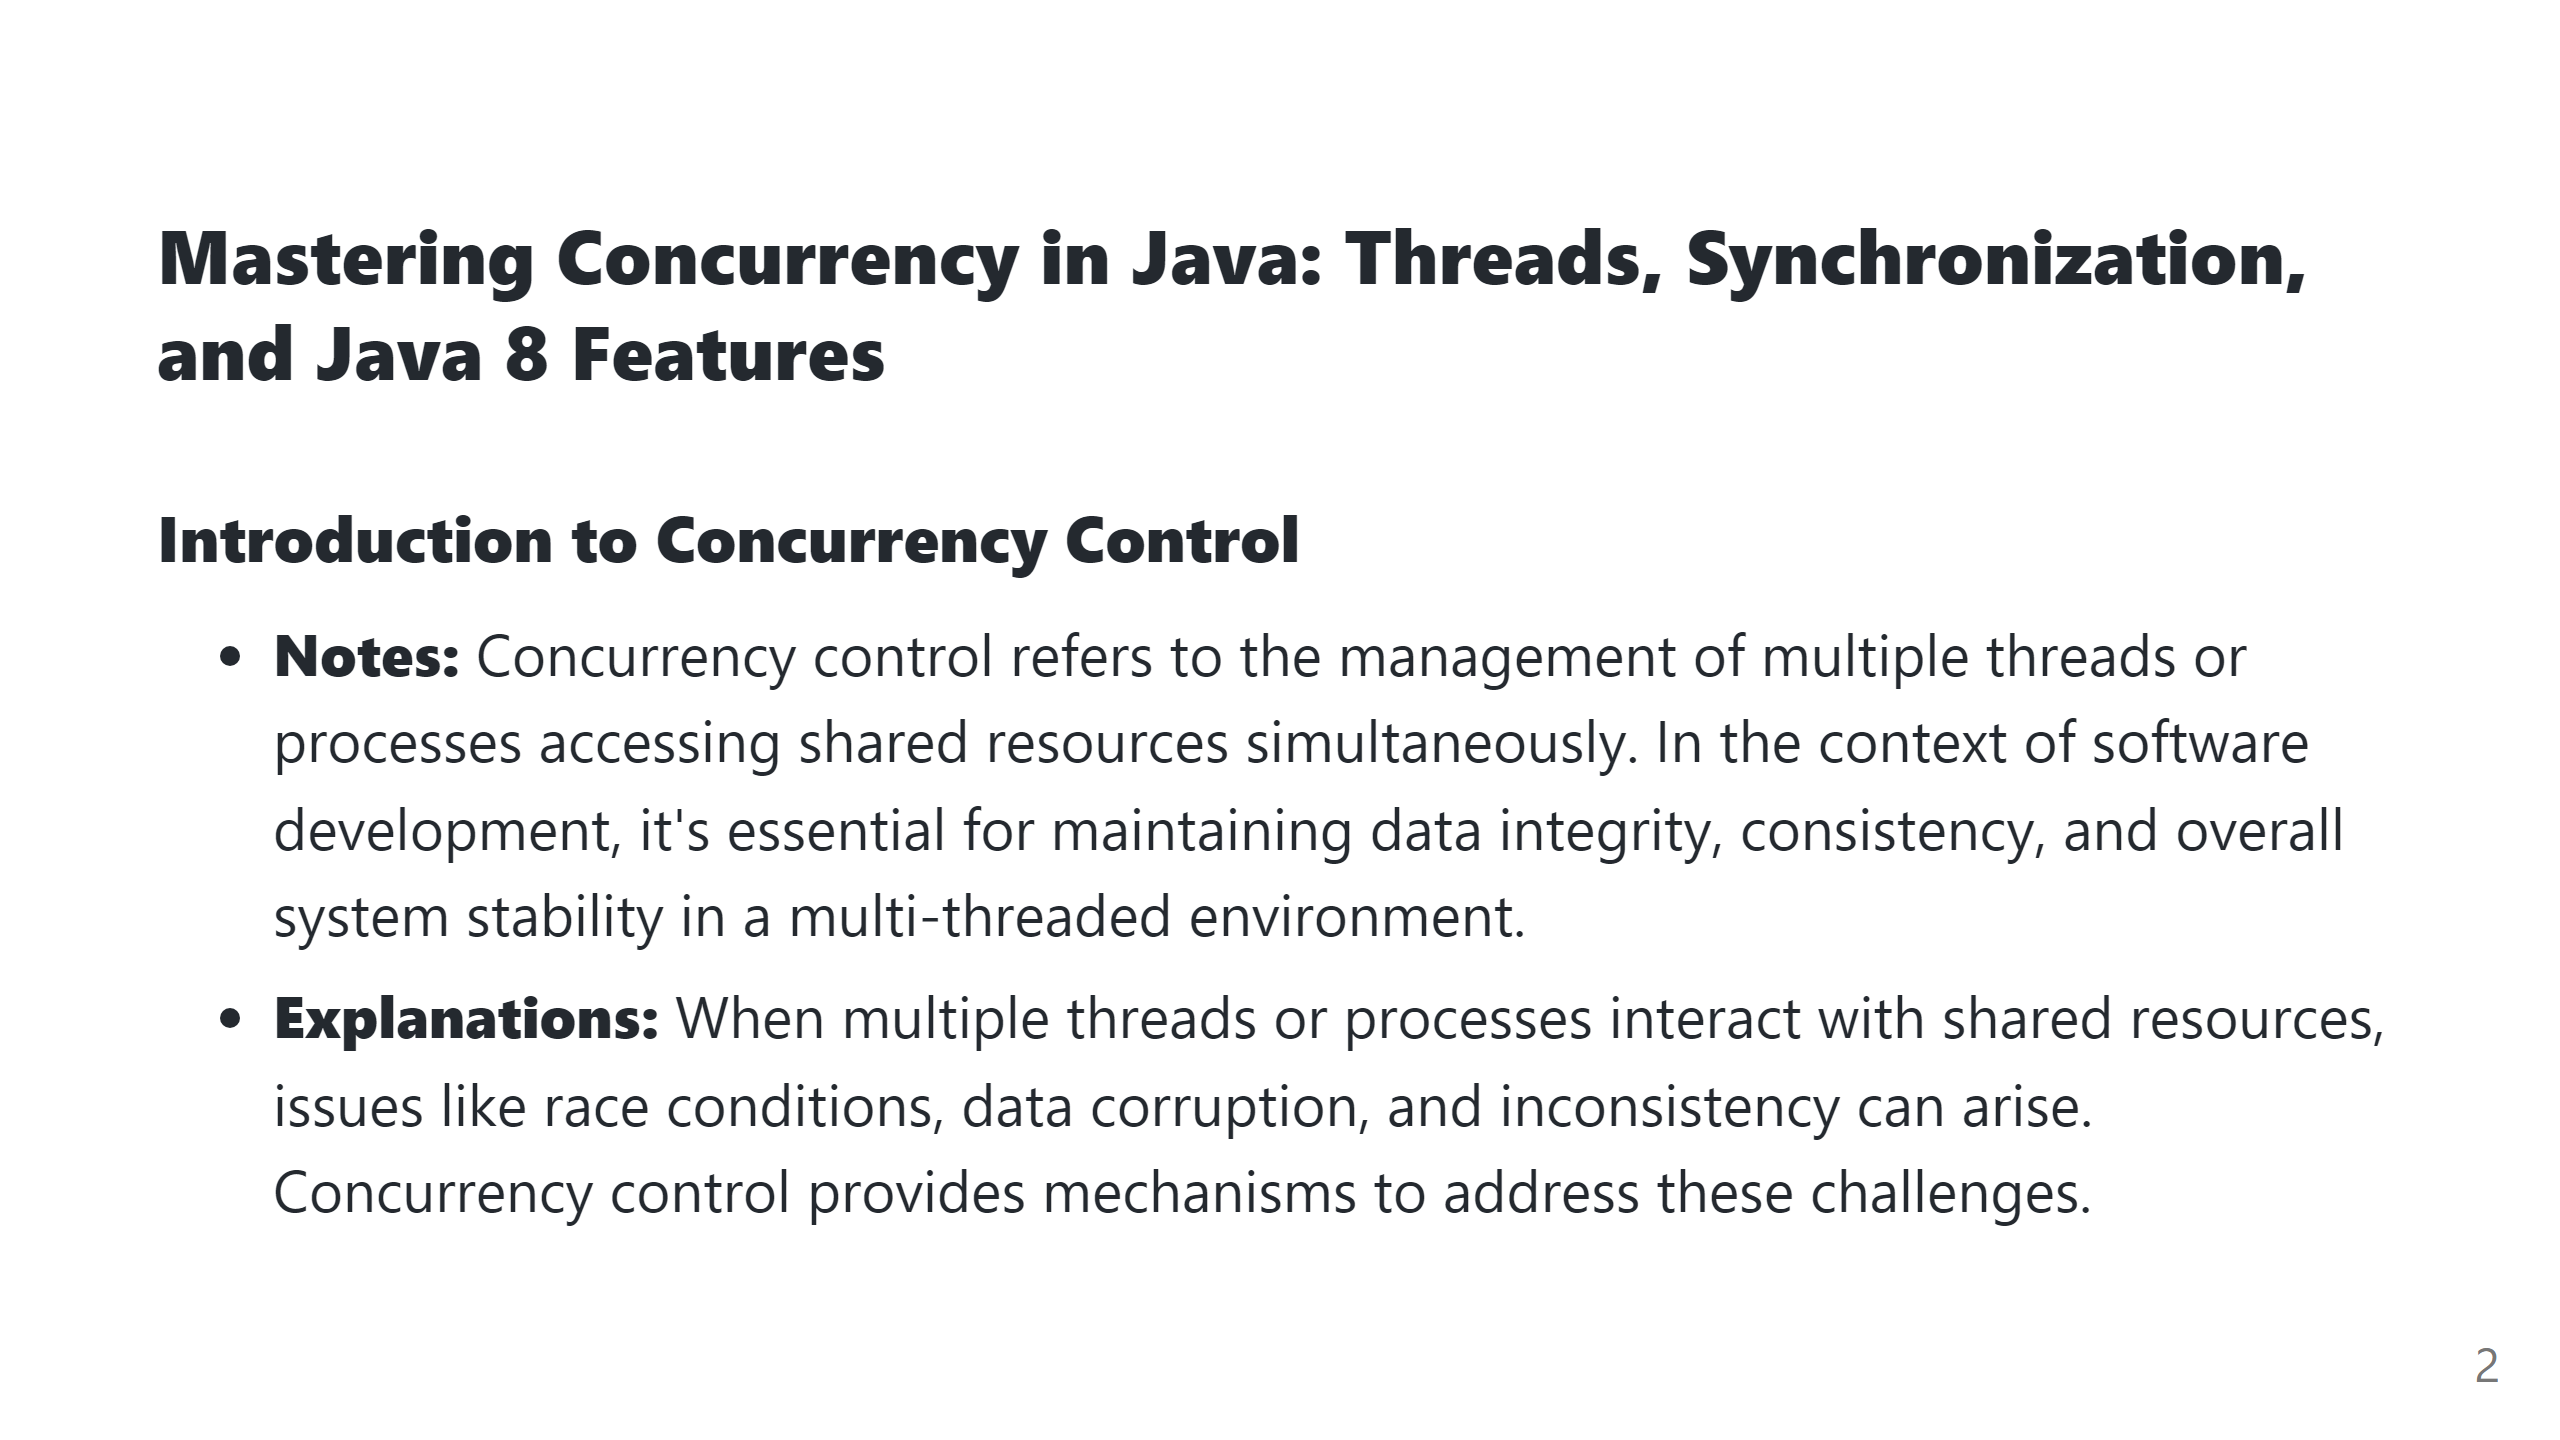 Mastering Concurrency in Java: Threads, Synchronization,
and Java 8 Features
Introduction to Concurrency Control
• Notes: Concurrency control refers to the management of multiple threads or
processes accessing shared resources simultaneously. In the context of software
development, it's essential for maintaining data integrity, consistency, and overall
system stability in a multi-threaded environment.
• Explanations: When multiple threads or processes interact with shared resources,
issues like race conditions, data corruption, and inconsistency can arise.
Concurrency control provides mechanisms to address these challenges.
2